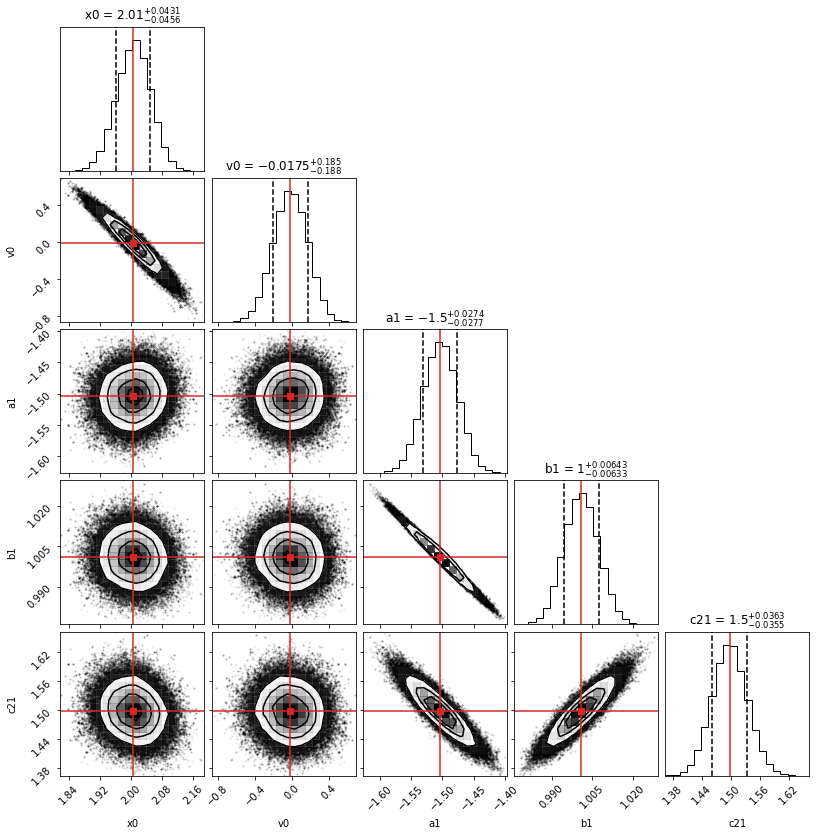 x0 = 2.01+0.0431−0.0456
v0 = −0.0175+0.185−0.188
v0
0.4
0.0
−0.4
−0.8
a1 = −1.5+0.0274−0.0277
a1
−1.40
−1.45
−1.50
−1.55
−1.60
b1 = 1+0.00643−0.00633
b1
1.020
1.005
0.990
c21 = 1.5+0.0363−0.0355
c21
1.62
1.56
1.50
1.44
1.38
1.84
1.92
2.00
2.08
2.16
−0.8
−0.4
0.0
0.4
−1.60
−1.55
−1.50
−1.45
−1.40
0.990
1.005
1.020
1.38
1.44
1.50
1.56
1.62
x0
v0
a1
b1
c21